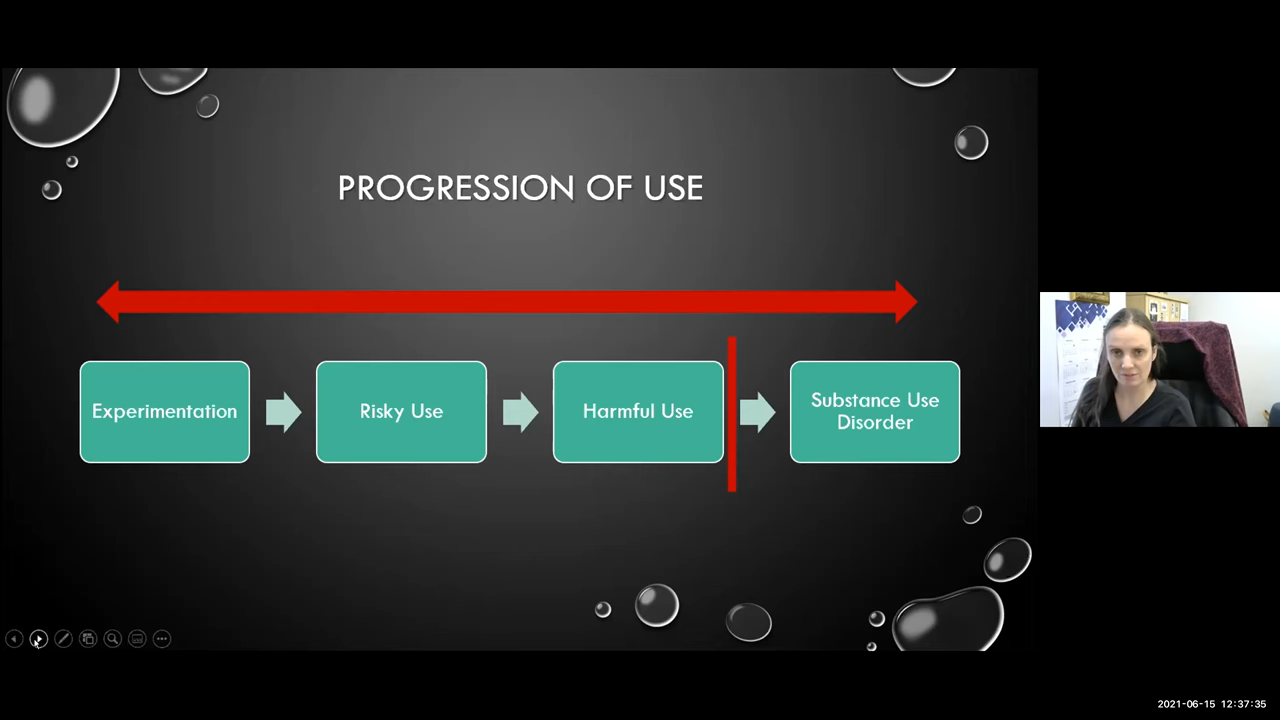 PROGRESSION OF USE
Experimentation
Risky Use
Harmful Use
Substance Use
Disorder
2021-06-15 12:37:35